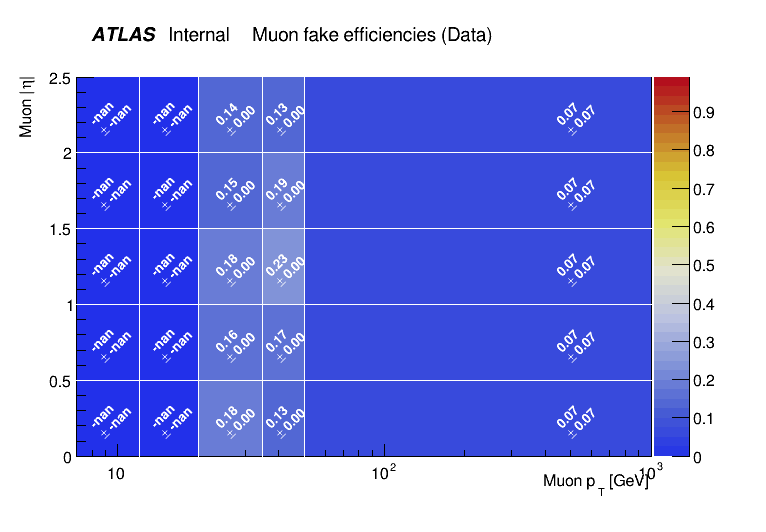 ATLAS Internal Muon fake efficiencies (Data)
Muon |η|
2.5
2
1.5
1
0.5
0
-nan ± -nan
-nan ± -nan
0.14 ± 0.00
0.13 ± 0.00
0.07 ± 0.07
-nan ± -nan
-nan ± -nan
0.15 ± 0.00
0.19 ± 0.00
0.07 ± 0.07
-nan ± -nan
-nan ± -nan
0.18 ± 0.00
0.23 ± 0.00
0.07 ± 0.07
-nan ± -nan
-nan ± -nan
0.16 ± 0.00
0.17 ± 0.00
0.07 ± 0.07
-nan ± -nan
-nan ± -nan
0.18 ± 0.00
0.13 ± 0.00
0.07 ± 0.07
0.9
0.8
0.7
0.6
0.5
0.4
0.3
0.2
0.1
0
10
10²
10³
Muon p_T [GeV]